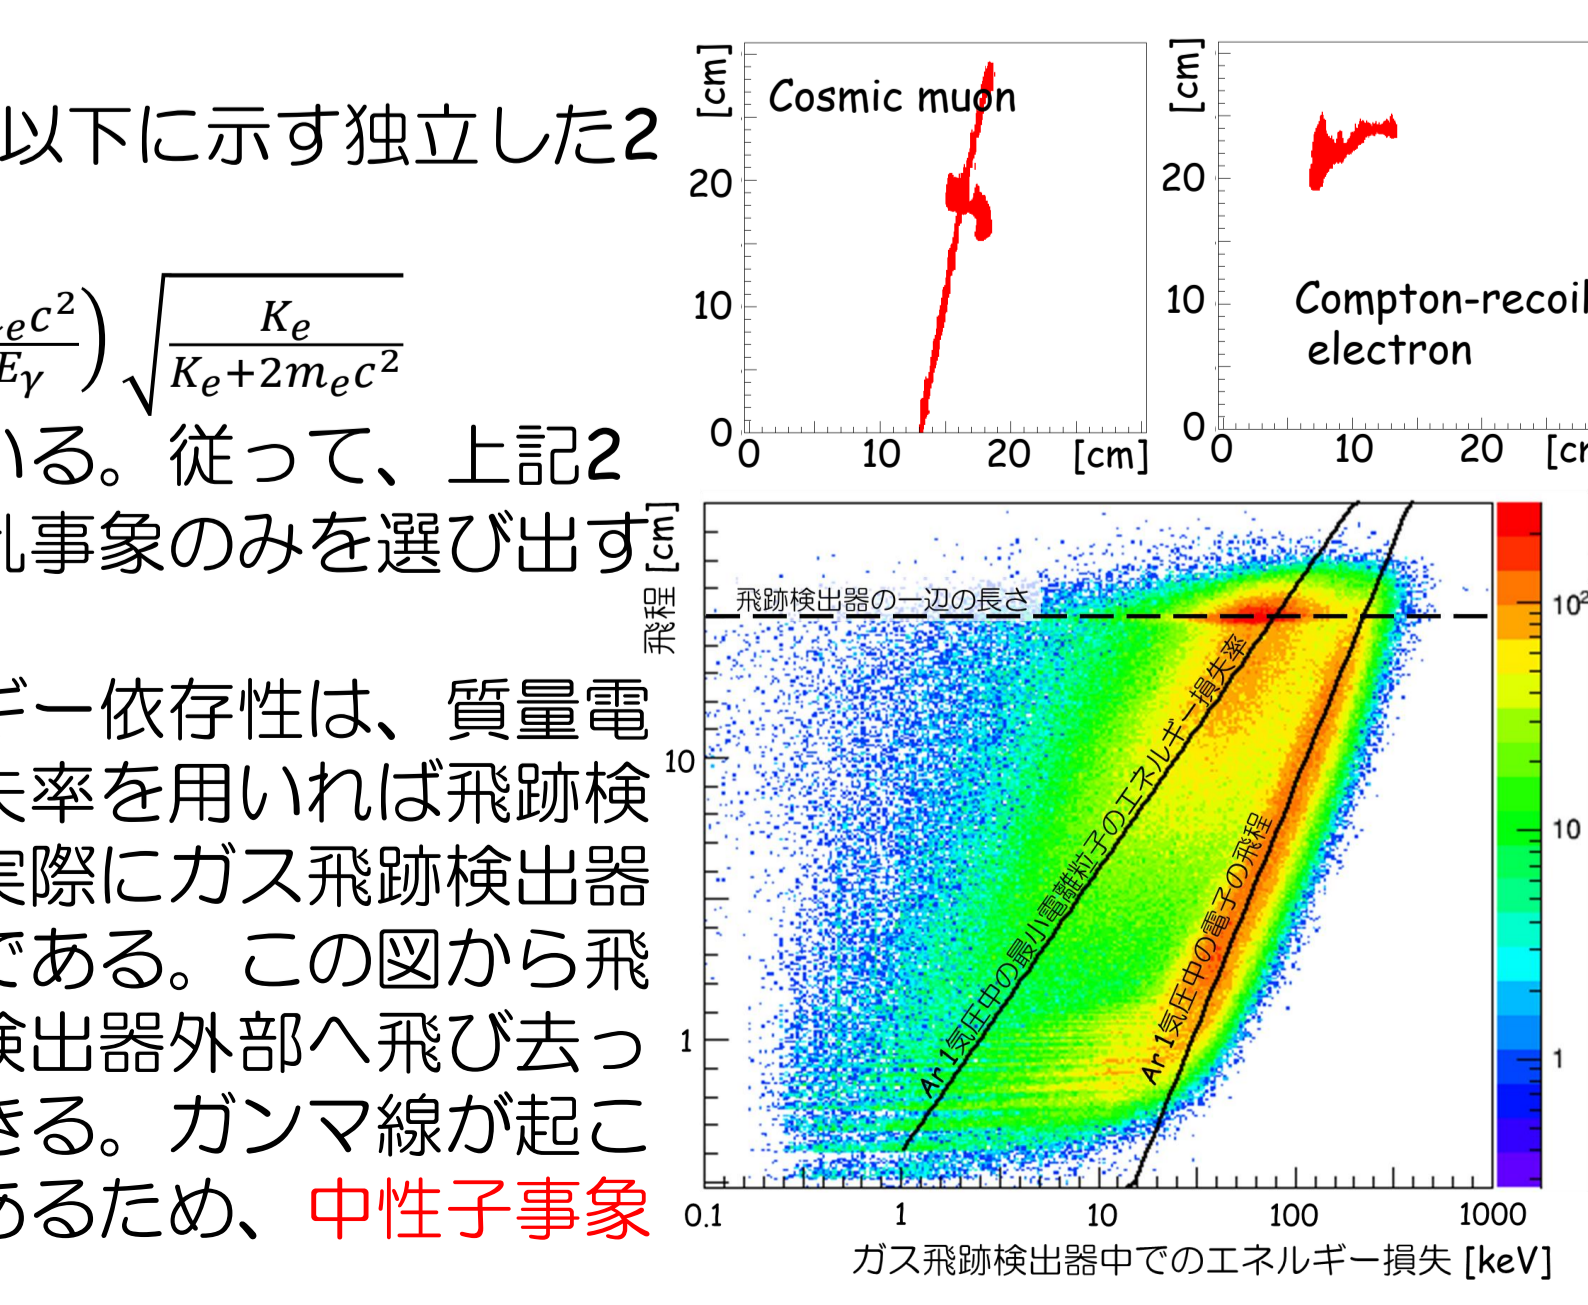 以下に示す独立した2
ₑc²
E_γ
) √
K_e
K_e+2m_ec²
いる。従って、上記2
乱事象のみを選び出す
ギー依存性は、質量電
失率を用いれば飛跡検
実際にガス飛跡検出器
である。この図から飛
検出器外部へ飛び去っ
きる。ガンマ線が起こ
あるため、中性子事象
[cm]
Cosmic muon
20
10
0
0 10 20 [cm]
[cm]
20
10
0
Compton-recoil
electron
0 10 20 [cm
飛程 [cm]
飛跡検出器の一辺の長さ
10
1
Ar 1気圧中の最小電離粒子のエネルギー損失率
Ar 1気圧中の電子の飛程
0.1 1 10 100 1000
ガス飛跡検出器中でのエネルギー損失 [keV]
10²
10
1